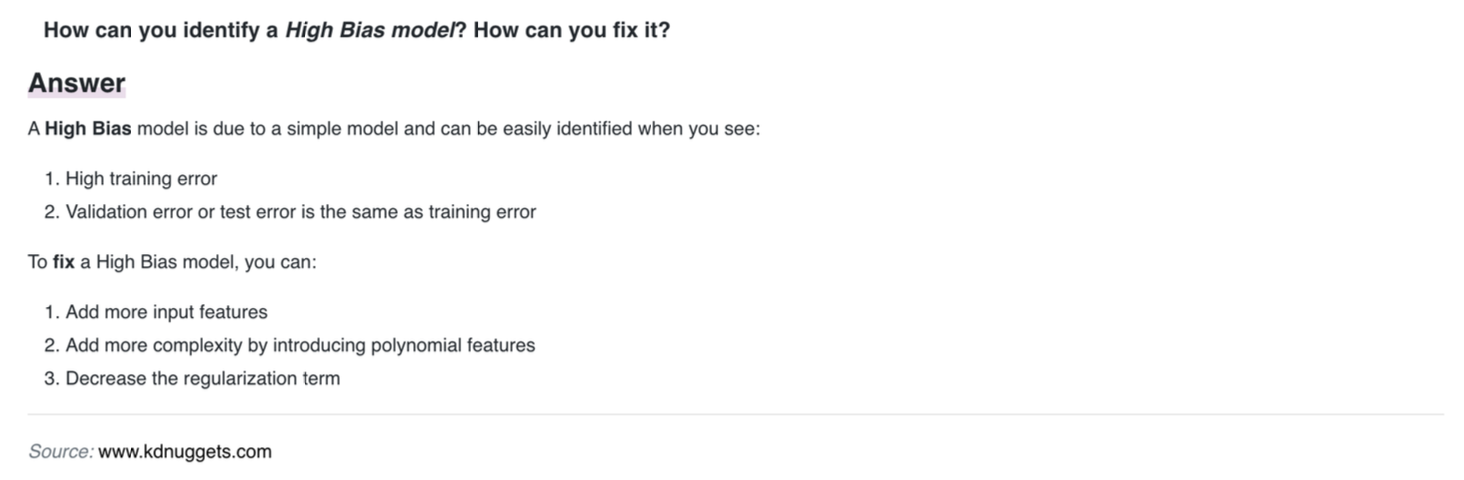 How can you identify a High Bias model? How can you fix it?
Answer
A High Bias model is due to a simple model and can be easily identified when you see:
1. High training error
2. Validation error or test error is the same as training error
To fix a High Bias model, you can:
1. Add more input features
2. Add more complexity by introducing polynomial features
3. Decrease the regularization term
Source: www.kdnuggets.com